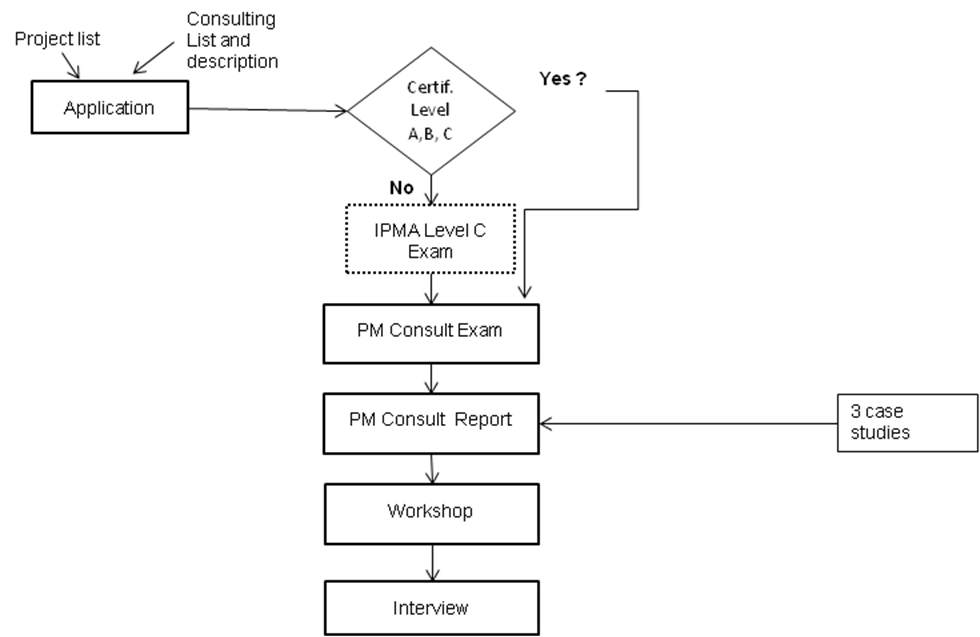 Project list
Consulting
List and
description
Application
Certif.
Level
A,B, C
Yes ?
No
IPMA Level C
Exam
PM Consult Exam
PM Consult Report
3 case
studies
Workshop
Interview